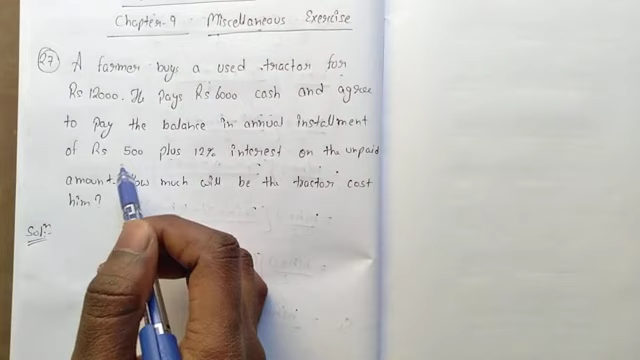 Chapter-9 Miscellaneous Exercise
27) A farmer buys a used tractor for
Rs 12000. He pays Rs 6000 cash and agree
to pay the balance in annual installment
of Rs 500 plus 12% interest on the unpaid
amount. How much will be the tractor cost
him?
Sol:-